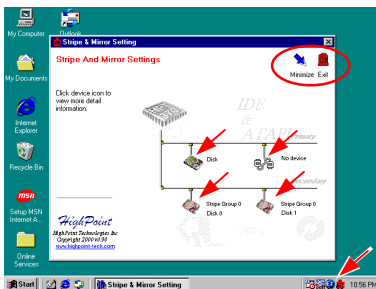 My Computer
Outlook
Stripe & Mirror Setting
Stripe And Mirror Settings
Minimize Exit
My Documents
Click device icon to
view more detail
information.
IDE
&
ATAPI
Primary
Internet
Explorer
Disk
No device
Recycle Bin
Secondary
msn
Setup MSN
Internet A...
Stripe Group 0
Disk 0
Stripe Group 0
Disk 1
HighPoint
HighPoint Technologies Inc
Copyright 2000 v0.90
www.highpoint-tech.com
Online
Services
Start
Stripe & Mirror Setting
10:56 PM